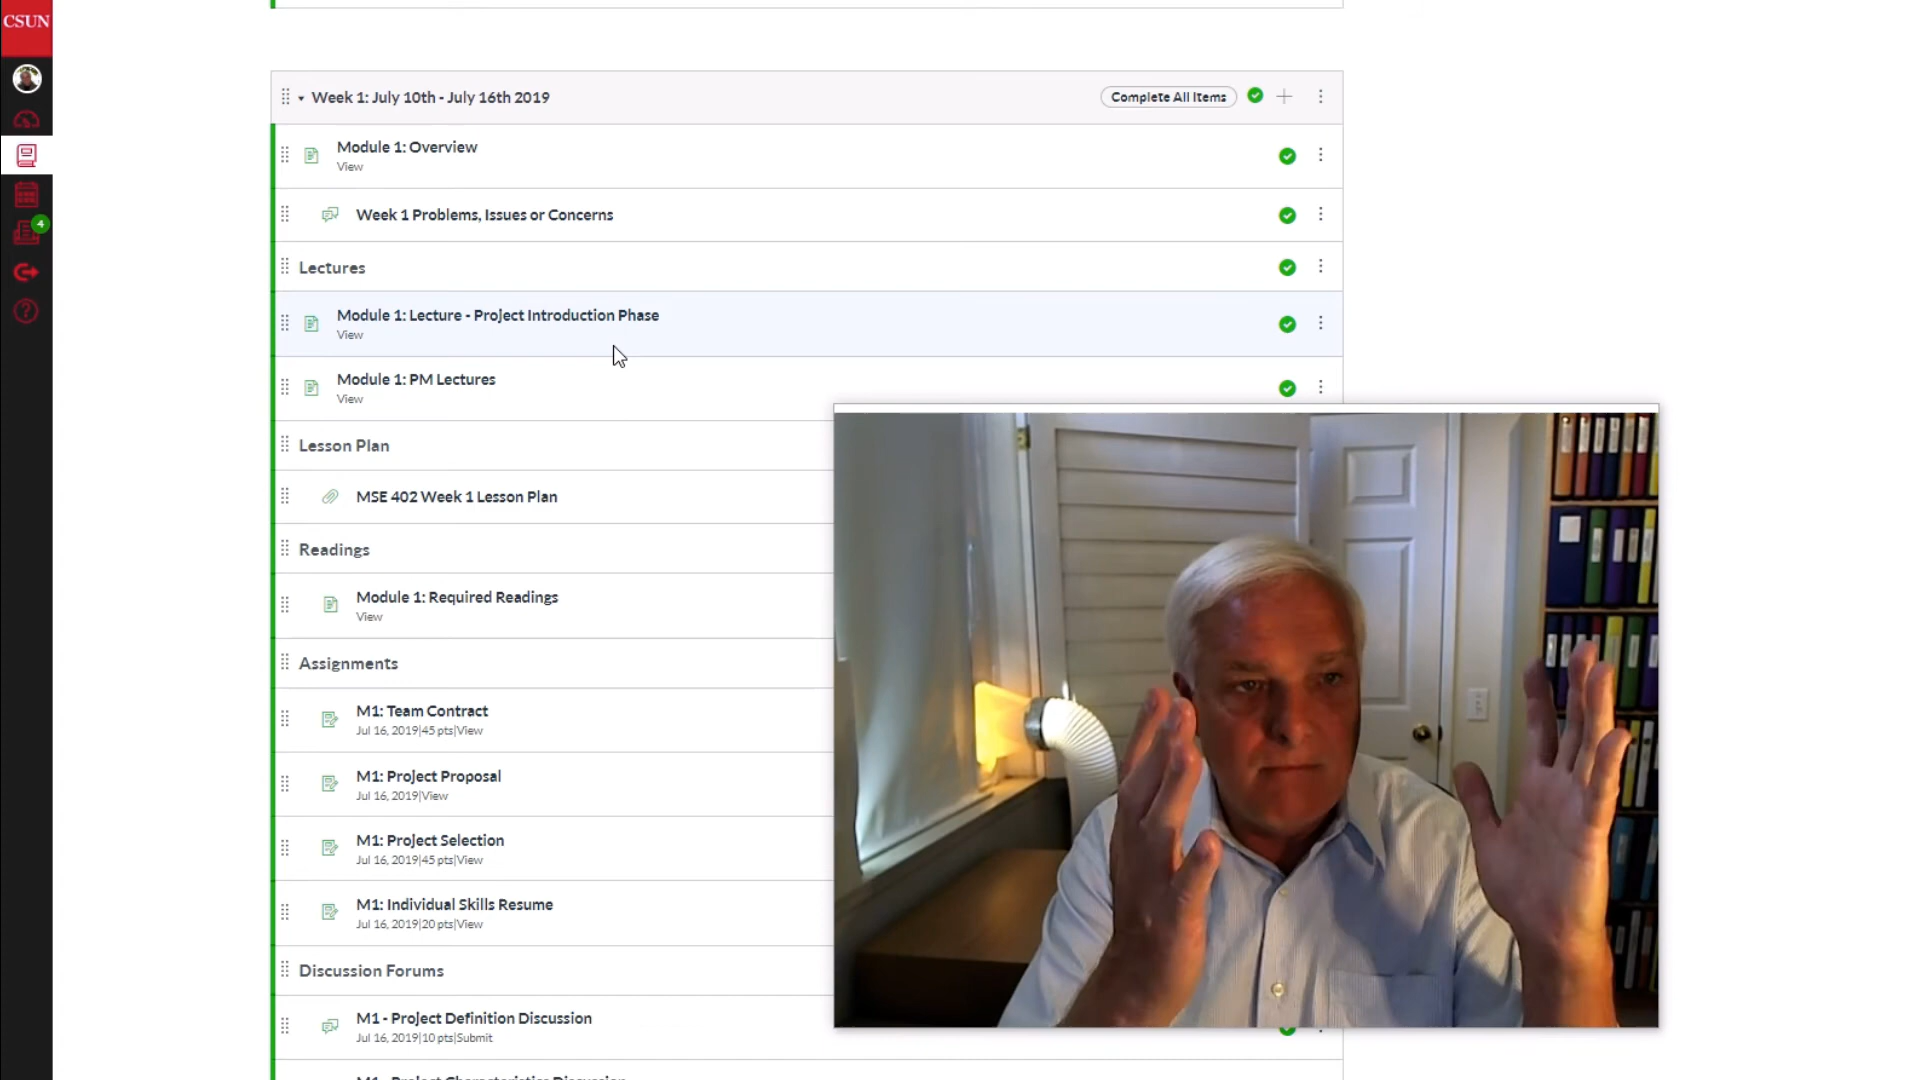 CSUN
Week 1: July 10th - July 16th 2019
Complete All Items
Module 1: Overview
View
Week 1 Problems, Issues or Concerns
4
Lectures
Module 1: Lecture - Project Introduction Phase
View
Module 1: PM Lectures
View
Lesson Plan
MSE 402 Week 1 Lesson Plan
Readings
Module 1: Required Readings
View
Assignments
M1: Team Contract
Jul 16, 2019|45 pts|View
M1: Project Proposal
Jul 16, 2019|View
M1: Project Selection
Jul 16, 2019|45 pts|View
M1: Individual Skills Resume
Jul 16, 2019|20 pts|View
Discussion Forums
M1 - Project Definition Discussion
Jul 16, 2019|10 pts|Submit
M1 - Project Characteristics Discussion